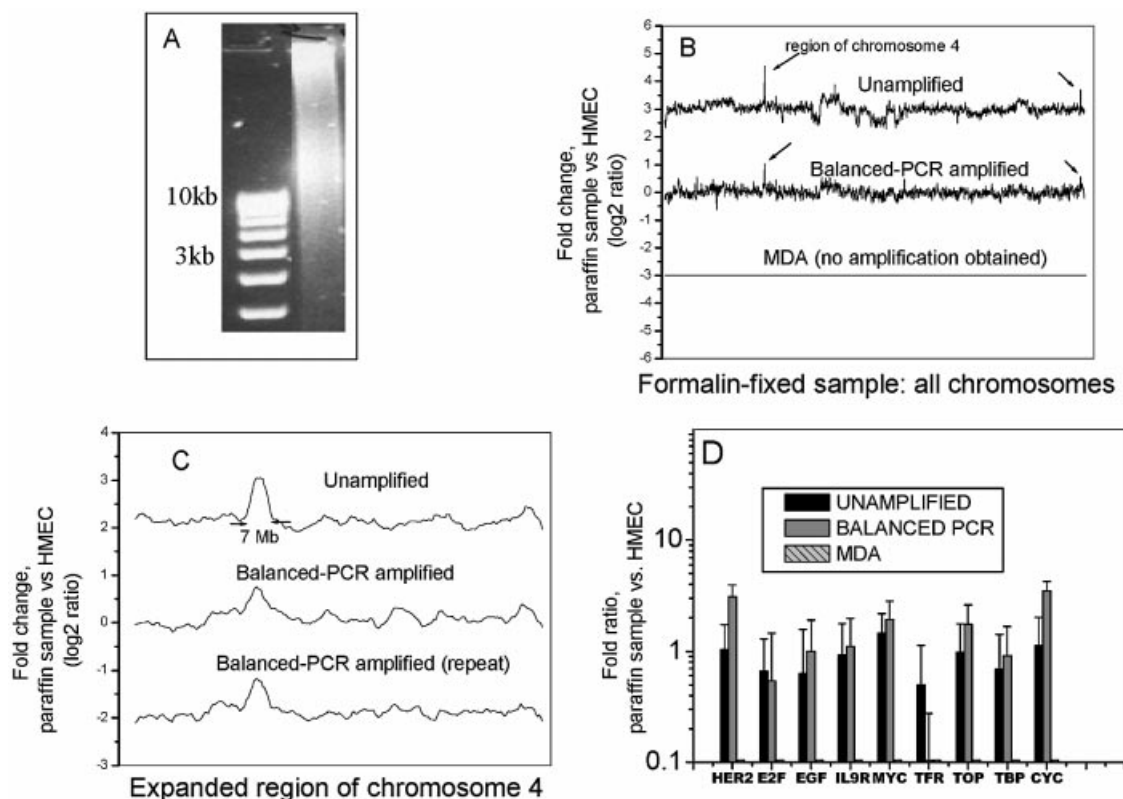 A
10kb
3kb
B
region of chromosome 4
Unamplified
Balanced-PCR amplified
MDA (no amplification obtained)
6
5
4
3
2
1
0
-1
-2
-3
-4
-5
-6
Fold change,
paraffin sample vs HMEC
(log2 ratio)
Formalin-fixed sample: all chromosomes
C
Unamplified
7 Mb
Balanced-PCR amplified
Balanced-PCR amplified (repeat)
4
3
2
1
0
-1
-2
-3
Fold change,
paraffin sample vs HMEC
(log2 ratio)
Expanded region of chromosome 4
D
UNAMPLIFIED
BALANCED PCR
MDA
10
1
0.1
Fold ratio,
paraffin sample vs. HMEC
HER2 E2F EGF IL9R MYC TFR TOP TBP CYC